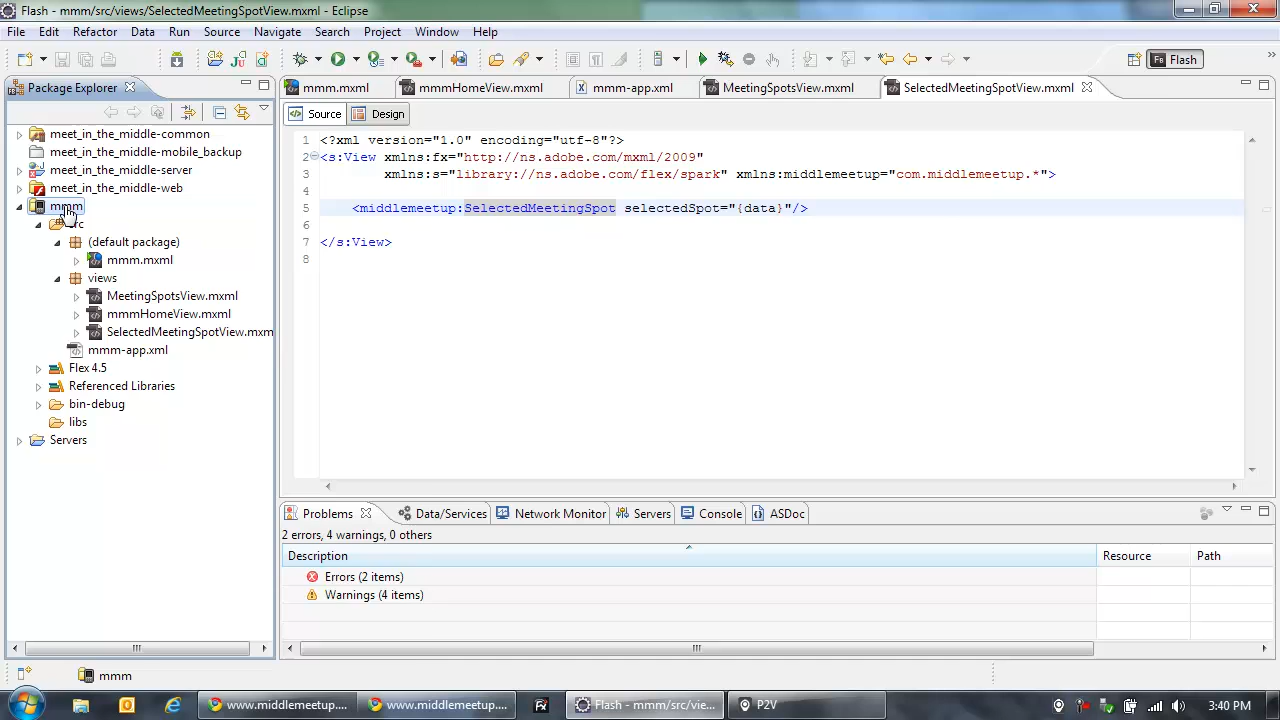 Flash - mmm/src/views/SelectedMeetingSpotView.mxml - Eclipse
File Edit Refactor Data Run Source Navigate Search Project Window Help
Fb Flash
Package Explorer
mmm.mxml mmmHomeView.mxml mmm-app.xml MeetingSpotsView.mxml SelectedMeetingSpotView.mxml
Source Design
meet_in_the_middle-common
meet_in_the_middle-mobile_backup
meet_in_the_middle-server
meet_in_the_middle-web
mmm
src
(default package)
mmm.mxml
views
MeetingSpotsView.mxml
mmmHomeView.mxml
SelectedMeetingSpotView.mxm
mmm-app.xml
Flex 4.5
Referenced Libraries
bin-debug
libs
Servers
1 <?xml version="1.0" encoding="utf-8"?>
2 <s:View xmlns:fx="http://ns.adobe.com/mxml/2009"
3 xmlns:s="library://ns.adobe.com/flex/spark" xmlns:middlemeetup="com.middlemeetup.*">
4
5 <middlemeetup:SelectedMeetingSpot selectedSpot="{data}"/>
6
7 </s:View>
8
Problems Data/Services Network Monitor Servers Console ASDoc
2 errors, 4 warnings, 0 others
Description Resource Path
Errors (2 items)
Warnings (4 items)
mmm
www.middlemeetup.... www.middlemeetup.... Flash - mmm/src/vie... P2V 3:40 PM